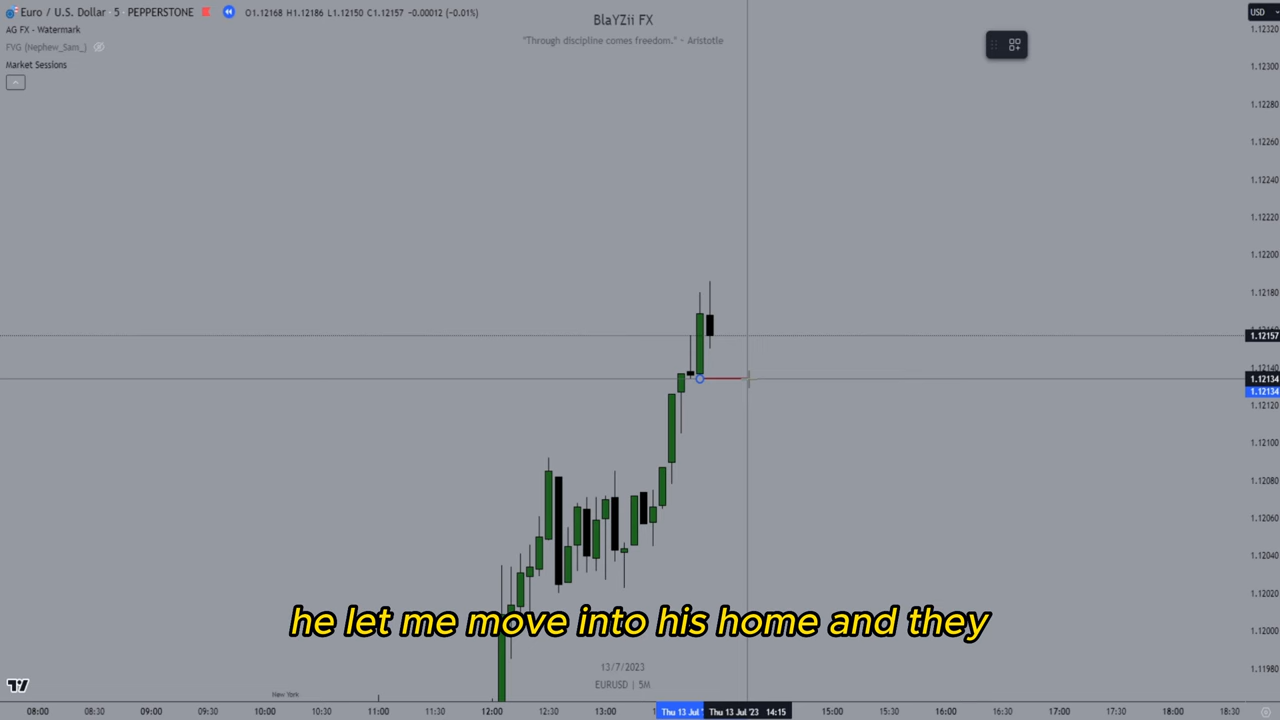 Euro / U.S. Dollar · 5 · PEPPERSTONE O1.12168 H1.12186 L1.12150 C1.12157 −0.00012 (−0.01%)
AG FX - Watermark
FVG (Nephew_Sam_)
Market Sessions
BlaYZii FX
"Through discipline comes freedom." ~ Aristotle
USD
1.12320
1.12300
1.12280
1.12260
1.12240
1.12220
1.12200
1.12180
1.12157
1.12140
1.12134
1.12134
1.12120
1.12100
1.12080
1.12060
1.12040
1.12020
1.12000
1.11980
he let me move into his home and they
13/7/2023
EURUSD | 5M
New York
08:00 08:30 09:00 09:30 10:00 10:30 11:00 11:30 12:00 12:30 13:00 Thu 13 Jul Thu 13 Jul '23 14:15 15:00 15:30 16:00 16:30 17:00 17:30 18:00 18:30